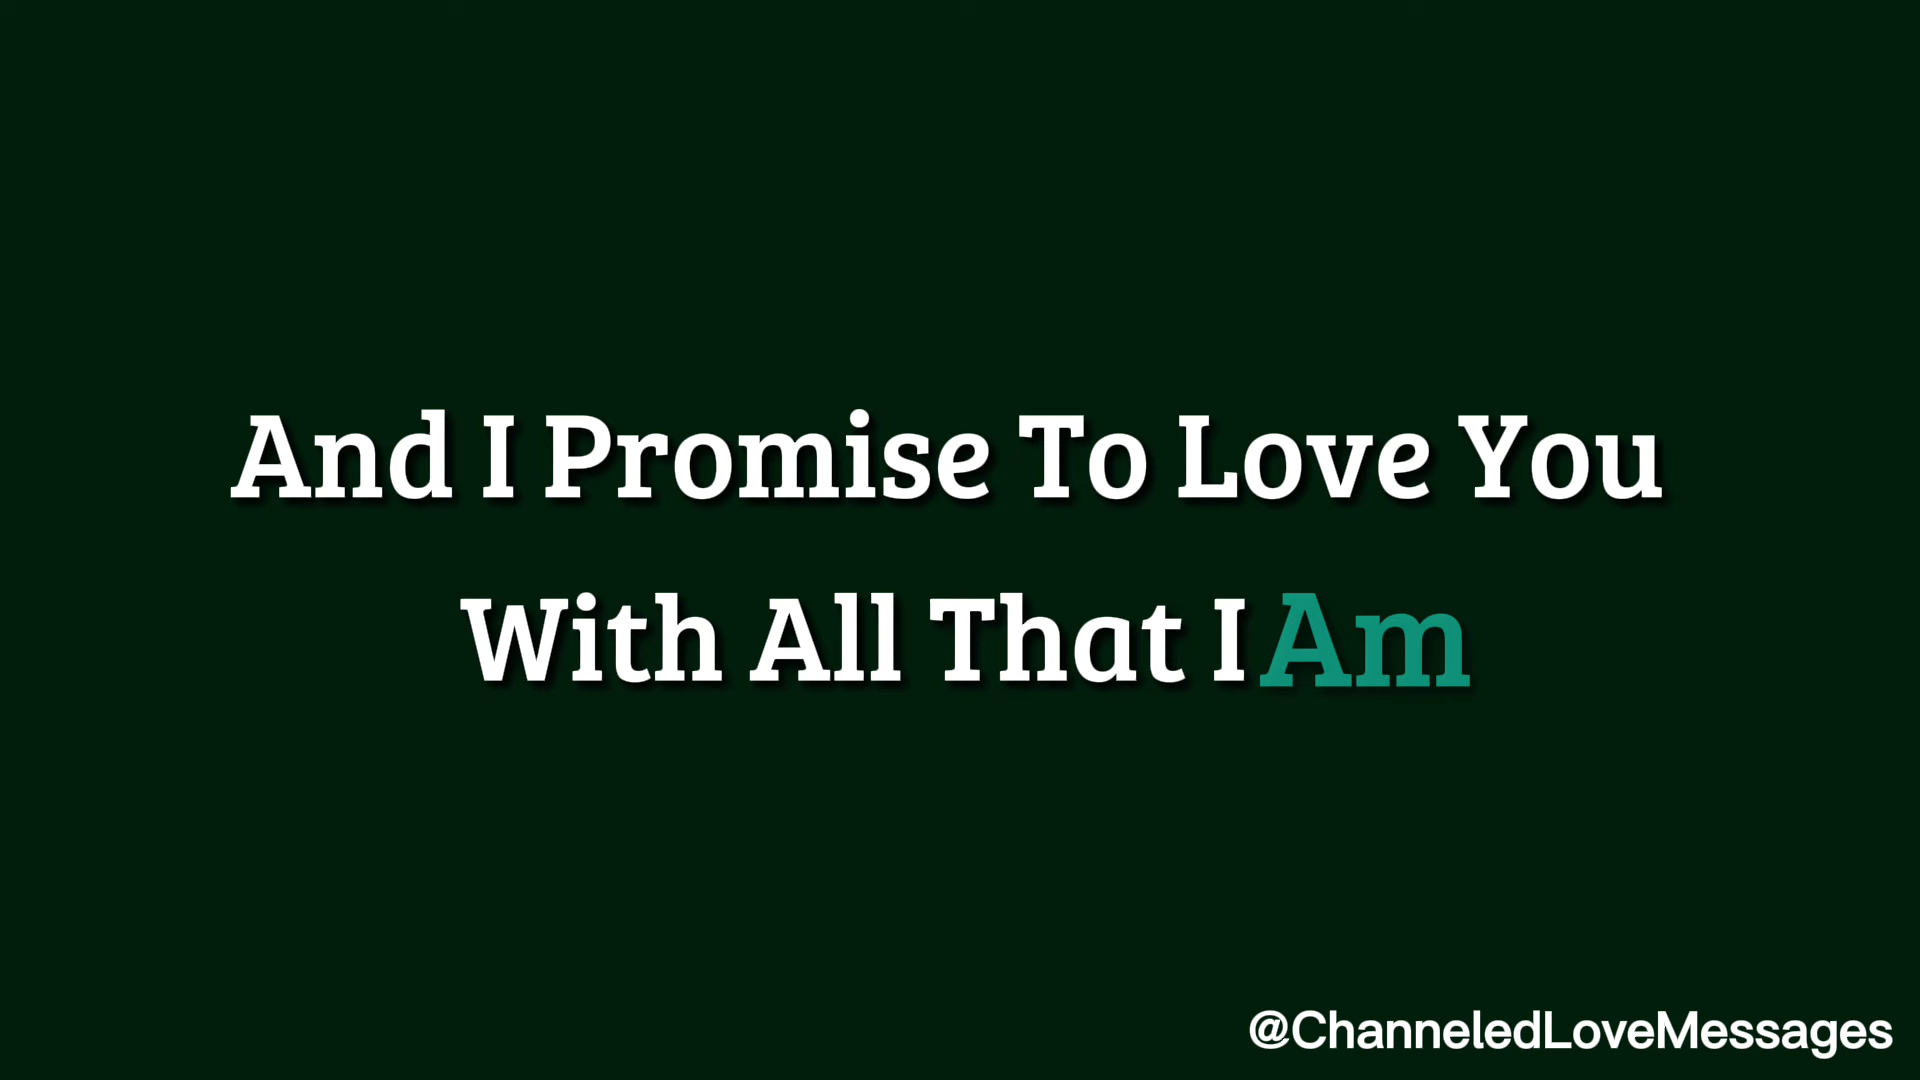 And I Promise To Love You
With All That I Am
@ChanneledLoveMessages